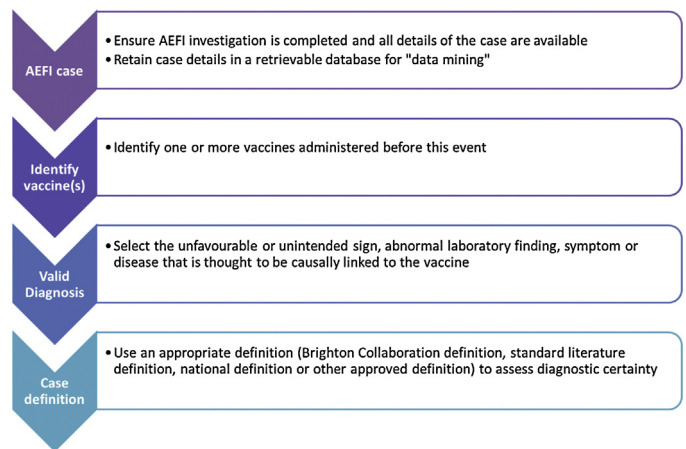 AEFI case
• Ensure AEFI investigation is completed and all details of the case are available
• Retain case details in a retrievable database for "data mining"
Identify
vaccine(s)
• Identify one or more vaccines administered before this event
Valid
Diagnosis
• Select the unfavourable or unintended sign, abnormal laboratory finding, symptom or
disease that is thought to be causally linked to the vaccine
Case
definition
• Use an appropriate definition (Brighton Collaboration definition, standard literature
definition, national definition or other approved definition) to assess diagnostic certainty